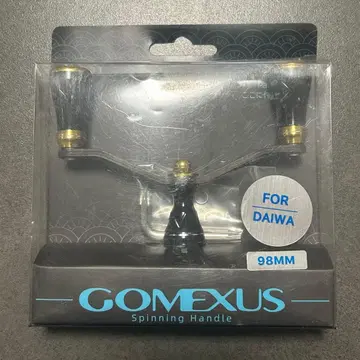 FOR
DAIWA
98MM
GOMEXUS
Spinning Handle